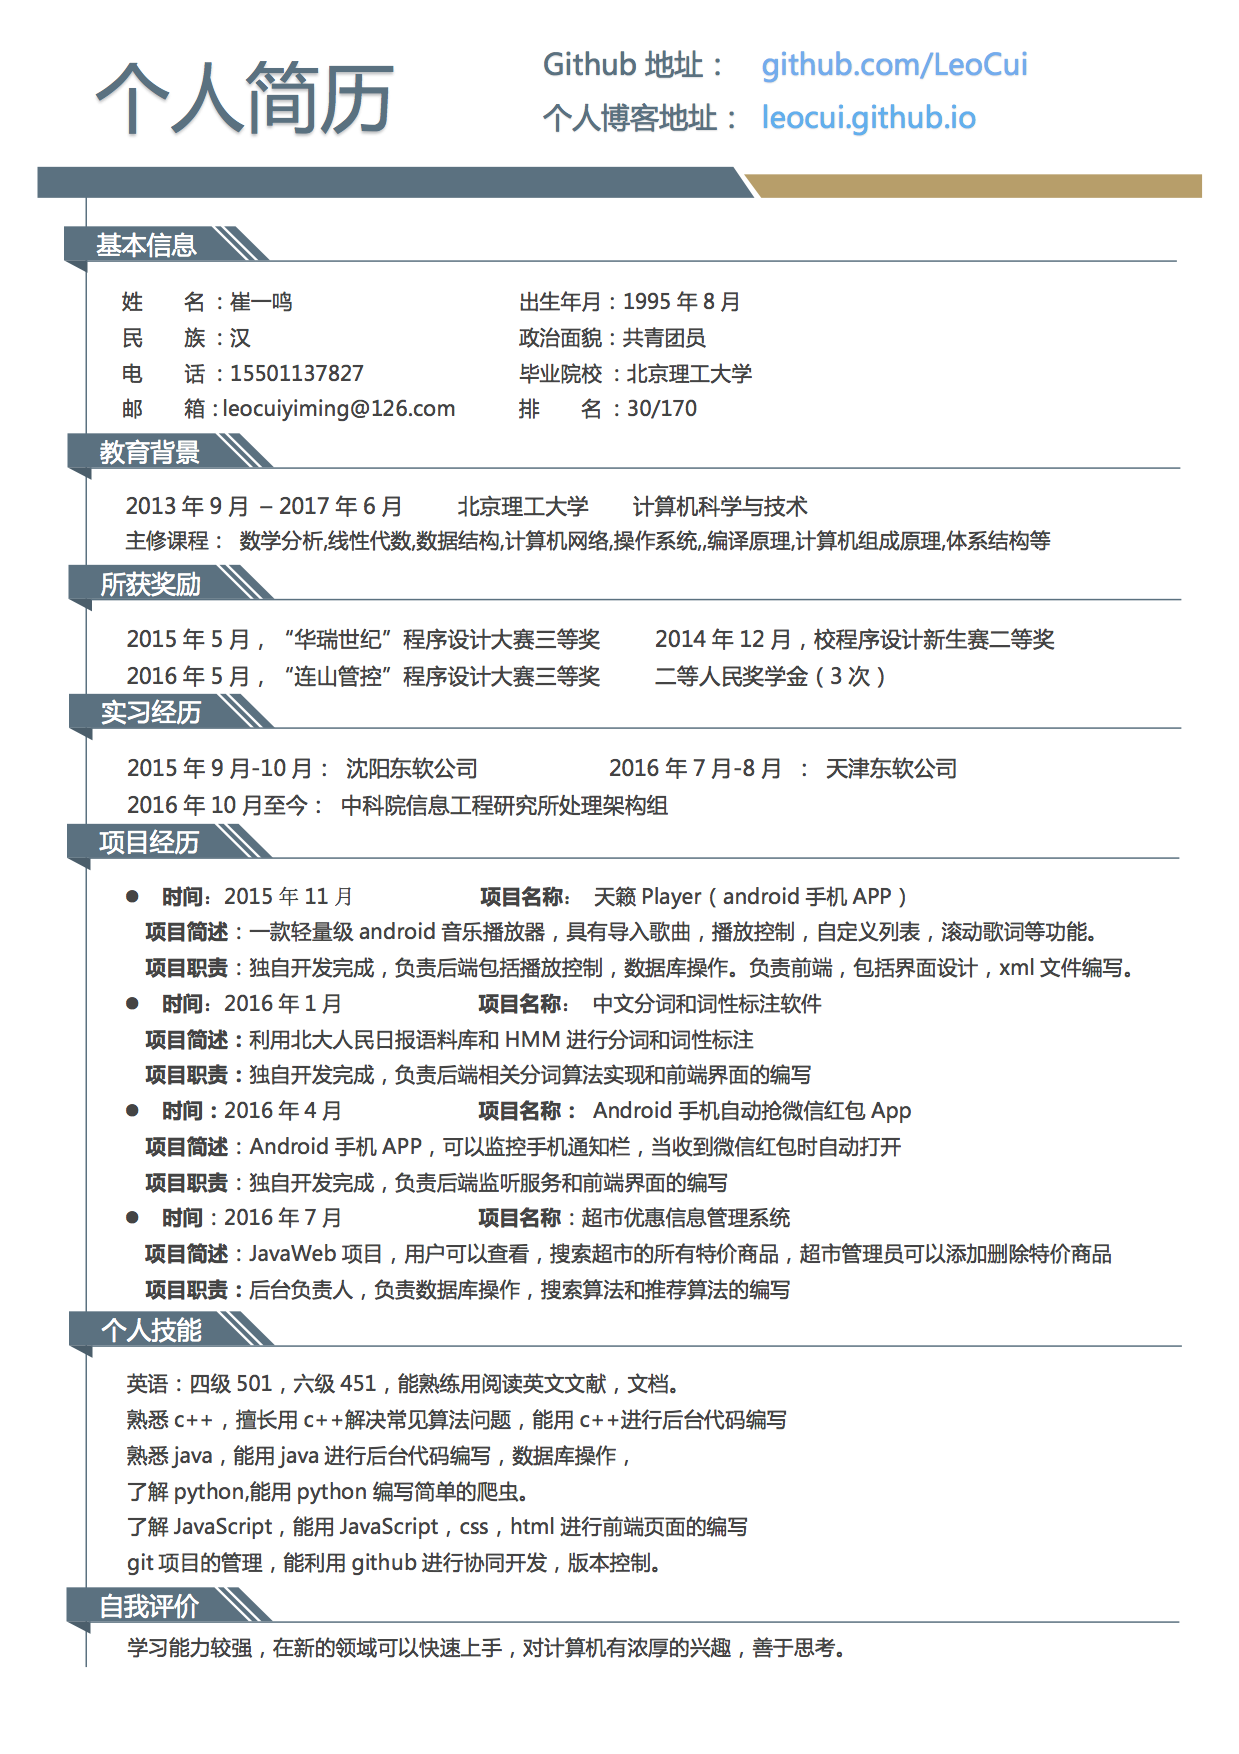 个人简历
Github 地址： github.com/LeoCui
个人博客地址： leocui.github.io
基本信息
姓 名：崔一鸣 出生年月：1995 年 8 月
民 族：汉 政治面貌：共青团员
电 话：15501137827 毕业院校：北京理工大学
邮 箱：leocuiyiming@126.com 排 名：30/170
教育背景
2013 年 9 月 – 2017 年 6 月 北京理工大学 计算机科学与技术
主修课程： 数学分析,线性代数,数据结构,计算机网络,操作系统,,编译原理,计算机组成原理,体系结构等
所获奖励
2015 年 5 月，“华瑞世纪”程序设计大赛三等奖 2014 年 12 月，校程序设计新生赛二等奖
2016 年 5 月，“连山管控”程序设计大赛三等奖 二等人民奖学金（3 次）
实习经历
2015 年 9 月-10 月： 沈阳东软公司 2016 年 7 月-8 月 ： 天津东软公司
2016 年 10 月至今： 中科院信息工程研究所处理架构组
项目经历
● 时间：2015 年 11 月 项目名称： 天籁 Player（android 手机 APP）
项目简述：一款轻量级 android 音乐播放器，具有导入歌曲，播放控制，自定义列表，滚动歌词等功能。
项目职责：独自开发完成，负责后端包括播放控制，数据库操作。负责前端，包括界面设计，xml 文件编写。
● 时间：2016 年 1 月 项目名称： 中文分词和词性标注软件
项目简述：利用北大人民日报语料库和 HMM 进行分词和词性标注
项目职责：独自开发完成，负责后端相关分词算法实现和前端界面的编写
● 时间：2016 年 4 月 项目名称： Android 手机自动抢微信红包 App
项目简述：Android 手机 APP，可以监控手机通知栏，当收到微信红包时自动打开
项目职责：独自开发完成，负责后端监听服务和前端界面的编写
● 时间：2016 年 7 月 项目名称：超市优惠信息管理系统
项目简述：JavaWeb 项目，用户可以查看，搜索超市的所有特价商品，超市管理员可以添加删除特价商品
项目职责：后台负责人，负责数据库操作，搜索算法和推荐算法的编写
个人技能
英语：四级 501，六级 451，能熟练用阅读英文文献，文档。
熟悉 c++，擅长用 c++解决常见算法问题，能用 c++进行后台代码编写
熟悉 java，能用 java 进行后台代码编写，数据库操作，
了解 python,能用 python 编写简单的爬虫。
了解 JavaScript，能用 JavaScript，css，html 进行前端页面的编写
git 项目的管理，能利用 github 进行协同开发，版本控制。
自我评价
学习能力较强，在新的领域可以快速上手，对计算机有浓厚的兴趣，善于思考。